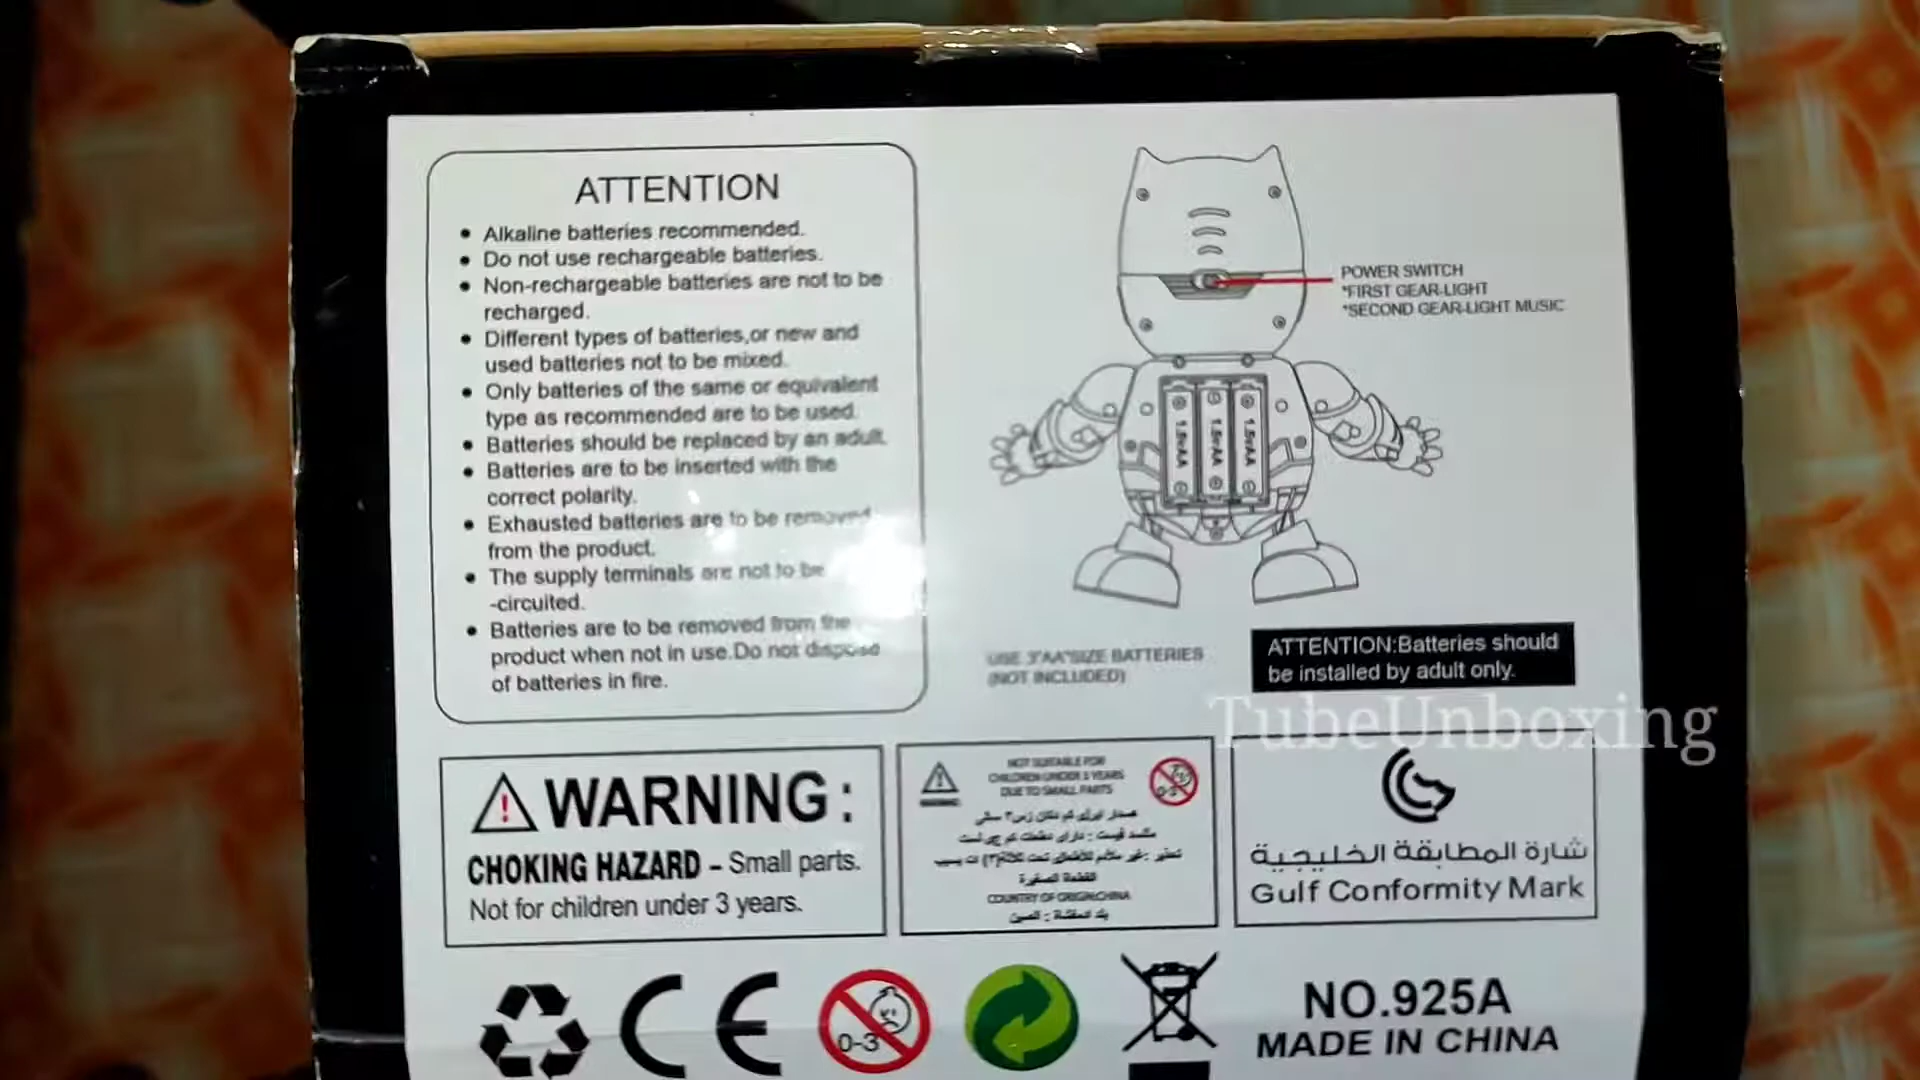 ATTENTION
• Alkaline batteries recommended.
• Do not use rechargeable batteries.
• Non-rechargeable batteries are not to be
recharged.
• Different types of batteries,or new and
used batteries not to be mixed.
• Only batteries of the same or equivalent
type as recommended are to be used.
• Batteries should be replaced by an adult.
• Batteries are to be inserted with the
correct polarity.
• Exhausted batteries are to be removed
from the product.
• The supply terminals are not to be
-circuited.
• Batteries are to be removed from the
product when not in use.Do not dispose
of batteries in fire.
POWER SWITCH
*FIRST GEAR-LIGHT
*SECOND GEAR-LIGHT MUSIC
1.5vAA
1.5vAA
1.5vAA
USE 3"AA"SIZE BATTERIES
(NOT INCLUDED)
ATTENTION:Batteries should
be installed by adult only.
TubeUnboxing
WARNING:
CHOKING HAZARD – Small parts.
Not for children under 3 years.
NOT SUITABLE FOR
CHILDREN UNDER 3 YEARS
DUE TO SMALL PARTS
COUNTRY OF ORIGIN:CHINA
شارة المطابقة الخليجية
Gulf Conformity Mark
CE
0-3
NO.925A
MADE IN CHINA